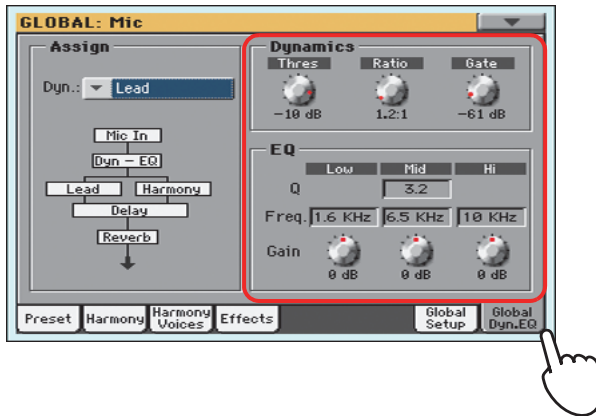 GLOBAL: Mic
Assign
Dyn.: Lead
Mic In
Dyn - EQ
Lead Harmony
Delay
Reverb
Dynamics
Thres Ratio Gate
-10 dB 1.2:1 -61 dB
EQ
Low Mid Hi
Q 3.2
Freq. 1.6 KHz 6.5 KHz 10 KHz
Gain
0 dB 0 dB 0 dB
Preset Harmony Harmony Voices Effects Global Setup Global Dyn.EQ